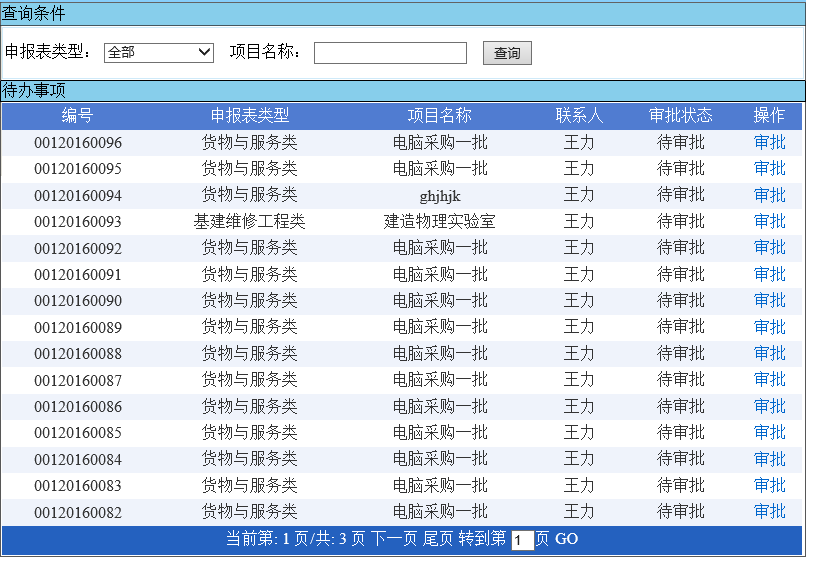 查询条件
申报表类型： 全部 项目名称： 查询
待办事项
编号 申报表类型 项目名称 联系人 审批状态 操作
00120160096 货物与服务类 电脑采购一批 王力 待审批 审批
00120160095 货物与服务类 电脑采购一批 王力 待审批 审批
00120160094 货物与服务类 ghjhjk 王力 待审批 审批
00120160093 基建维修工程类 建造物理实验室 王力 待审批 审批
00120160092 货物与服务类 电脑采购一批 王力 待审批 审批
00120160091 货物与服务类 电脑采购一批 王力 待审批 审批
00120160090 货物与服务类 电脑采购一批 王力 待审批 审批
00120160089 货物与服务类 电脑采购一批 王力 待审批 审批
00120160088 货物与服务类 电脑采购一批 王力 待审批 审批
00120160087 货物与服务类 电脑采购一批 王力 待审批 审批
00120160086 货物与服务类 电脑采购一批 王力 待审批 审批
00120160085 货物与服务类 电脑采购一批 王力 待审批 审批
00120160084 货物与服务类 电脑采购一批 王力 待审批 审批
00120160083 货物与服务类 电脑采购一批 王力 待审批 审批
00120160082 货物与服务类 电脑采购一批 王力 待审批 审批
当前第: 1 页/共: 3 页 下一页 尾页 转到第 1 页 GO